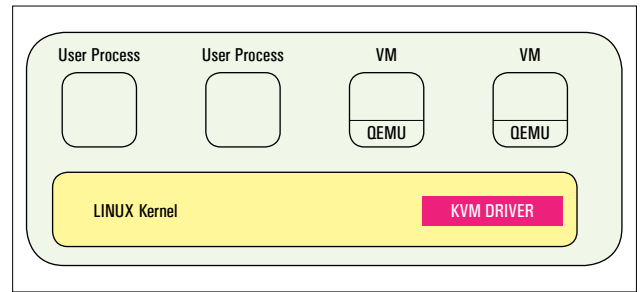 User Process
User Process
VM
VM
QEMU
QEMU
LINUX Kernel
KVM DRIVER